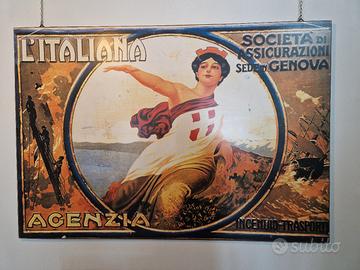 L'ITALIANA
SOCIETÀ DI
ASSICURAZIONI
SEDE IN GENOVA
AGENZIA
INCENDIO-TRASPORTI
subito